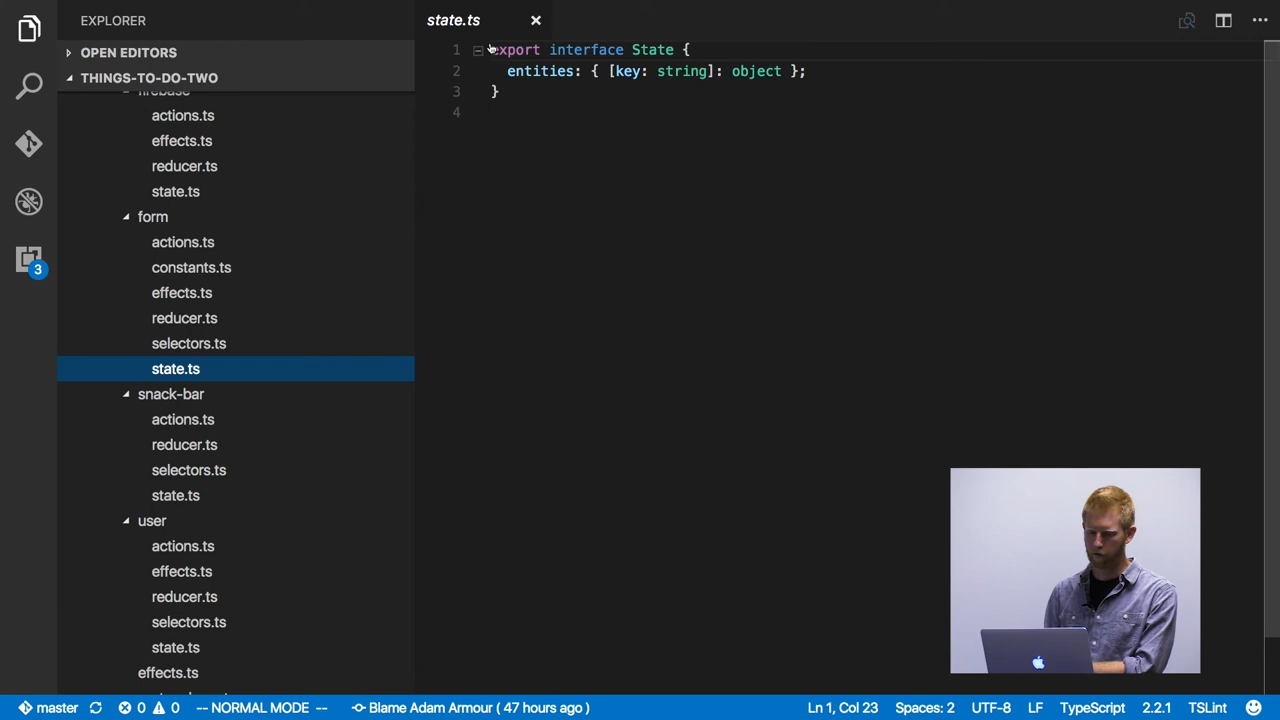 EXPLORER
OPEN EDITORS
THINGS-TO-DO-TWO
firebase
actions.ts
effects.ts
reducer.ts
state.ts
form
actions.ts
constants.ts
effects.ts
reducer.ts
selectors.ts
state.ts
snack-bar
actions.ts
reducer.ts
selectors.ts
state.ts
user
actions.ts
effects.ts
reducer.ts
selectors.ts
state.ts
effects.ts
state.ts
1 export interface State {
2 entities: { [key: string]: object };
3 }
4
3
master 0 0 -- NORMAL MODE -- Blame Adam Armour ( 47 hours ago ) Ln 1, Col 23 Spaces: 2 UTF-8 LF TypeScript 2.2.1 TSLint